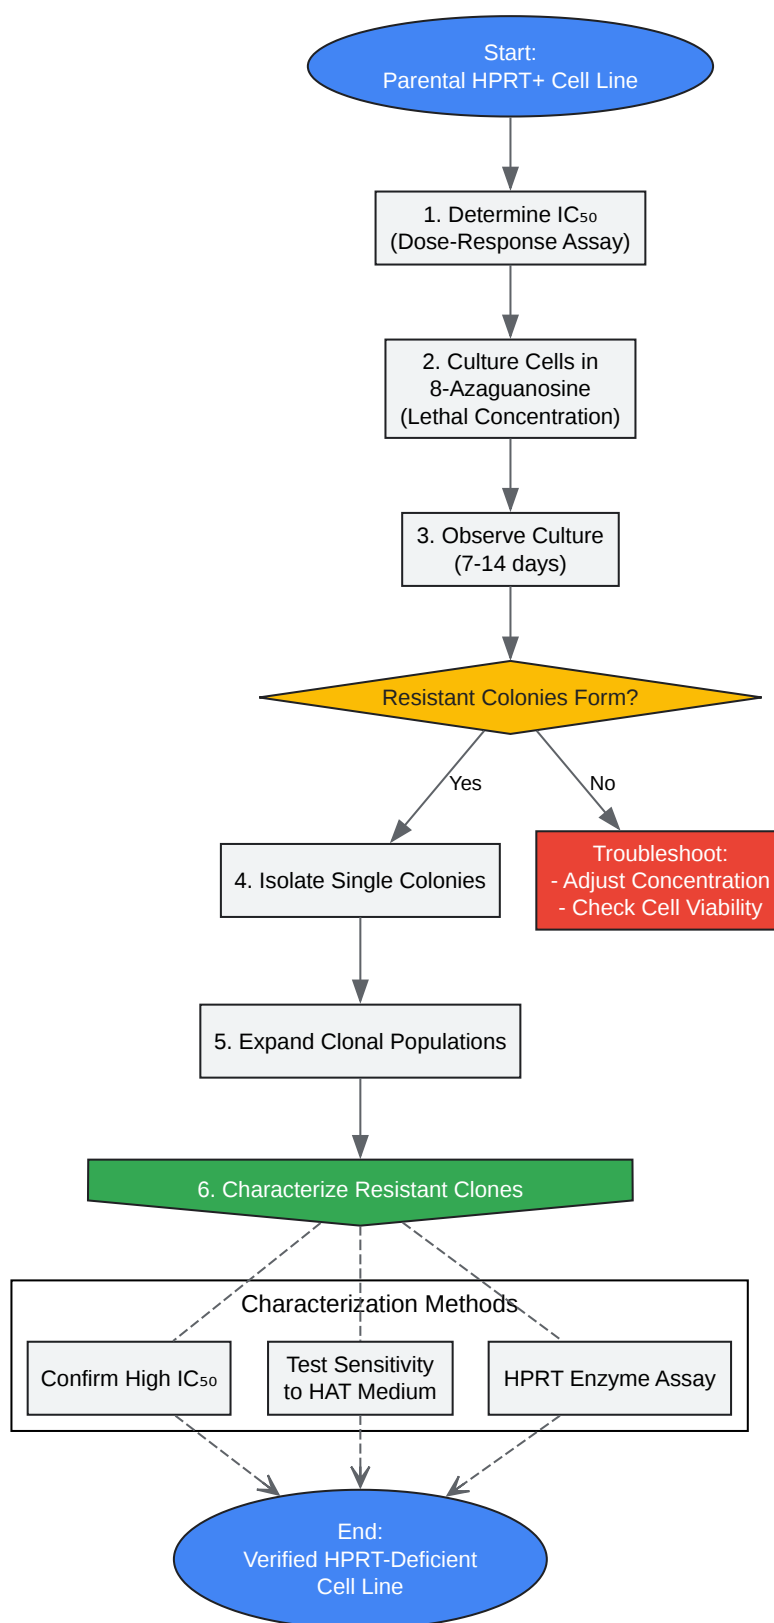 Start:
Parental HPRT+ Cell Line
1. Determine IC₅₀
(Dose-Response Assay)
2. Culture Cells in
8-Azaguanosine
(Lethal Concentration)
3. Observe Culture
(7-14 days)
Resistant Colonies Form?
Yes
No
4. Isolate Single Colonies
Troubleshoot:
- Adjust Concentration
- Check Cell Viability
5. Expand Clonal Populations
6. Characterize Resistant Clones
Characterization Methods
Confirm High IC₅₀
Test Sensitivity
to HAT Medium
HPRT Enzyme Assay
End:
Verified HPRT-Deficient
Cell Line